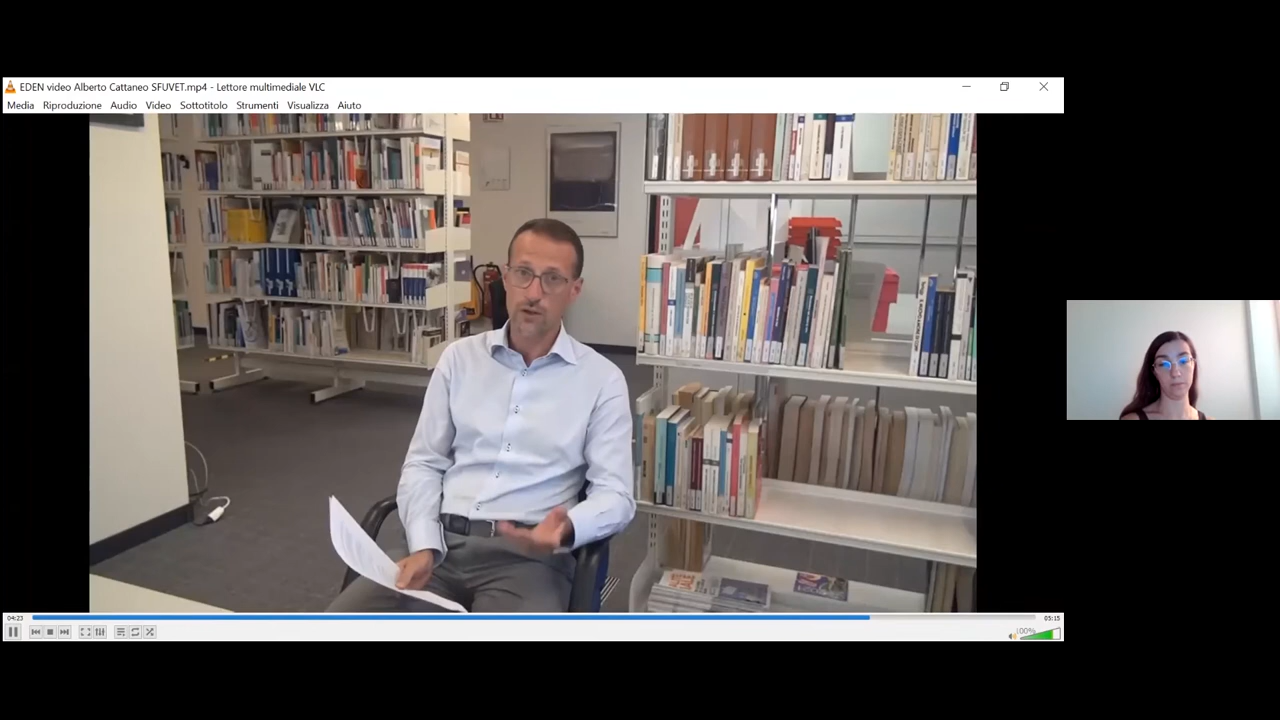 EDEN video Alberto Cattaneo SFUVET.mp4 - Lettore multimediale VLC
Media Riproduzione Audio Video Sottotitolo Strumenti Visualizza Aiuto
04:23
05:15
100%